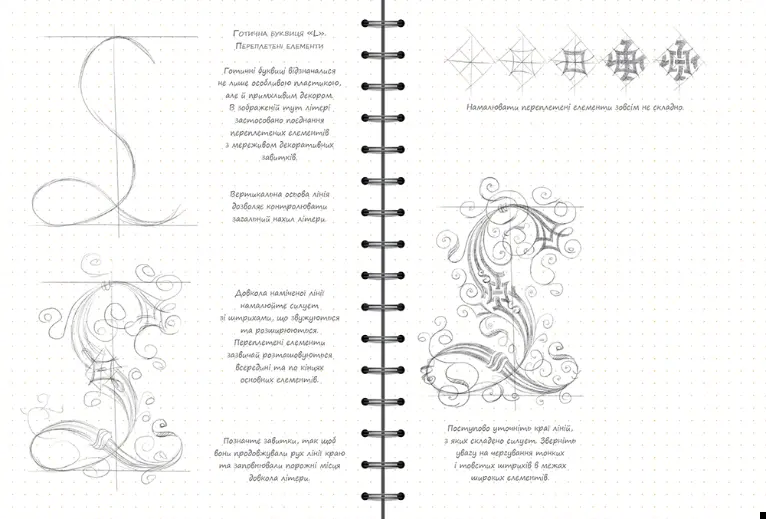 Готична буквиця «L».
Переплетені елементи
Готичні буквиці відзначалися
не лише особливою пластикою,
але й примхливим декором.
В зображеній тут літері
застосовано поєднання
переплетених елементів
з мереживом декоративних
завитків.
Вертикальна осьова лінія
дозволяє контролювати
загальний нахил літери.
Довкола наміченої лінії
намалюйте силует
зі штрихами, що звужуються
та розширюються.
Переплетені елементи
зазвичай розташовуються
всередині та по кінцях
основних елементів.
Позначте завитки, так щоб
вони продовжували рух лінії краю
та заповнювали порожні місця
довкола літери.
Намалювати переплетені елементи зовсім не складно.
Поступово уточніть краї ліній,
з яких складено силует. Зверніть
увагу на чергування тонких
і товстих штрихів в межах
широких елементів.